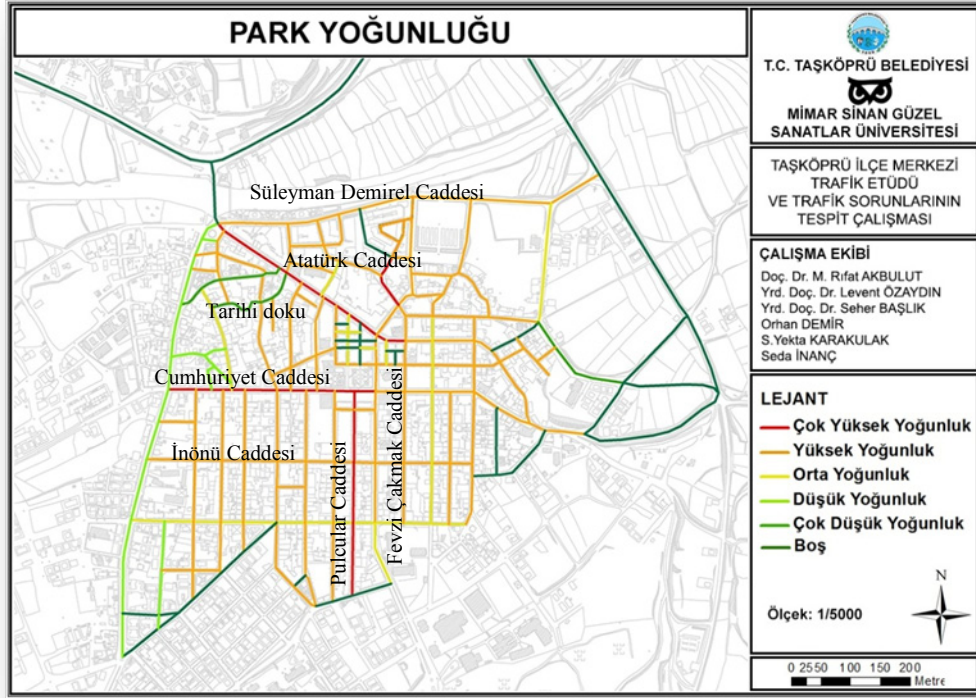 PARK YOĞUNLUĞU
T.C. TAŞKÖPRÜ BELEDİYESİ
MİMAR SİNAN GÜZEL
SANATLAR ÜNİVERSİTESİ
TAŞKÖPRÜ İLÇE MERKEZİ
TRAFİK ETÜDÜ
VE TRAFİK SORUNLARININ
TESPİT ÇALIŞMASI
ÇALIŞMA EKİBİ
Doç. Dr. M. Rıfat AKBULUT
Yrd. Doç. Dr. Levent ÖZAYDIN
Yrd. Doç. Dr. Seher BAŞLIK
Orhan DEMİR
S.Yekta KARAKULAK
Seda İNANÇ
LEJANT
Çok Yüksek Yoğunluk
Yüksek Yoğunluk
Orta Yoğunluk
Düşük Yoğunluk
Çok Düşük Yoğunluk
Boş
N
Ölçek: 1/5000
0 2550 100 150 200
Metre
Süleyman Demirel Caddesi
Atatürk Caddesi
Tarihi doku
Cumhuriyet Caddesi
İnönü Caddesi
Pulcular Caddesi
Fevzi Çakmak Caddesi